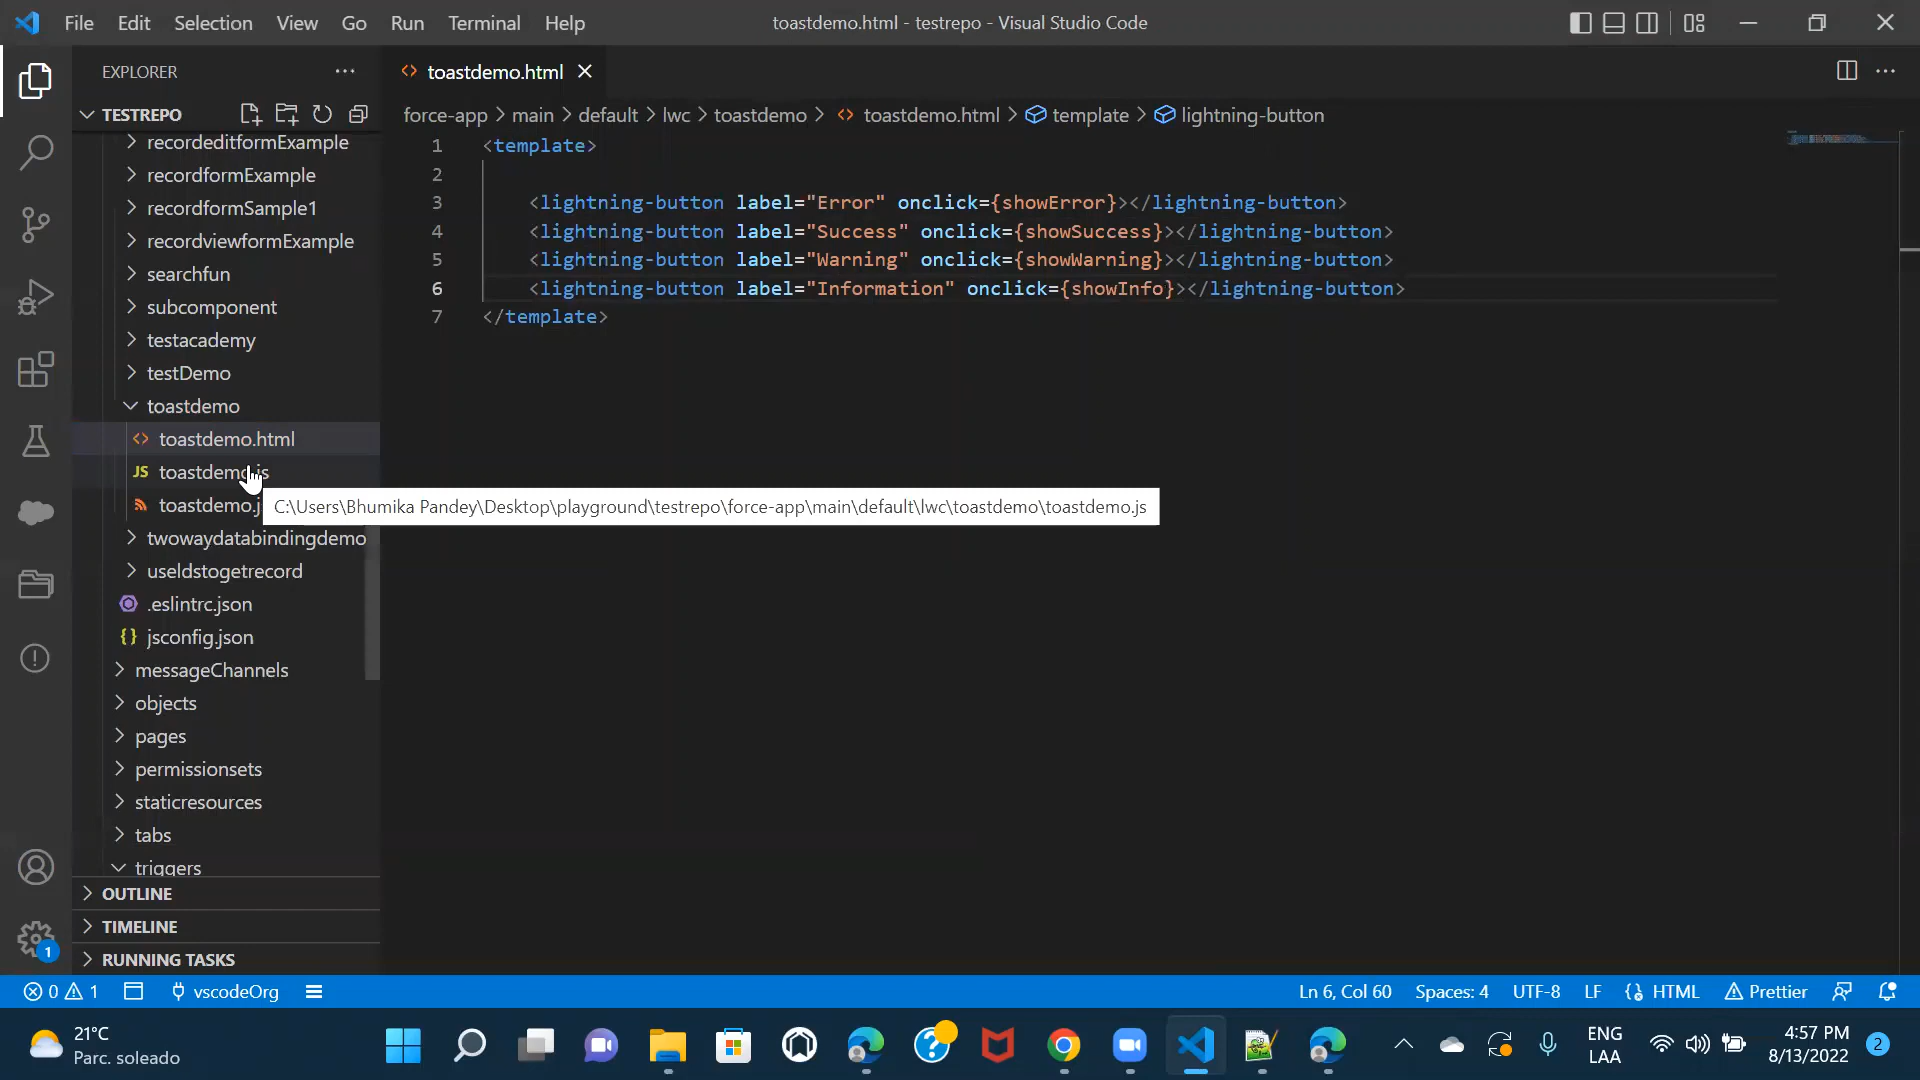 File Edit Selection View Go Run Terminal Help
toastdemo.html - testrepo - Visual Studio Code
EXPLORER
toastdemo.html
TESTREPO
force-app > main > default > lwc > toastdemo > toastdemo.html > template > lightning-button
recordeditformExample
recordformExample
recordformSample1
recordviewformExample
searchfun
subcomponent
testacademy
testDemo
toastdemo
toastdemo.html
toastdemo.js
toastdemo.j
twowaydatabindingdemo
useldstogetrecord
.eslintrc.json
jsconfig.json
messageChannels
objects
pages
permissionsets
staticresources
tabs
triggers
OUTLINE
TIMELINE
RUNNING TASKS
1 <template>
2
3 <lightning-button label="Error" onclick={showError}></lightning-button>
4 <lightning-button label="Success" onclick={showSuccess}></lightning-button>
5 <lightning-button label="Warning" onclick={showWarning}></lightning-button>
6 <lightning-button label="Information" onclick={showInfo}></lightning-button>
7 </template>
C:\Users\Bhumika Pandey\Desktop\playground\testrepo\force-app\main\default\lwc\toastdemo\toastdemo.js
1
0 1 vscodeOrg
Ln 6, Col 60 Spaces: 4 UTF-8 LF HTML Prettier
21°C
Parc. soleado
ENG
LAA
4:57 PM
8/13/2022
2